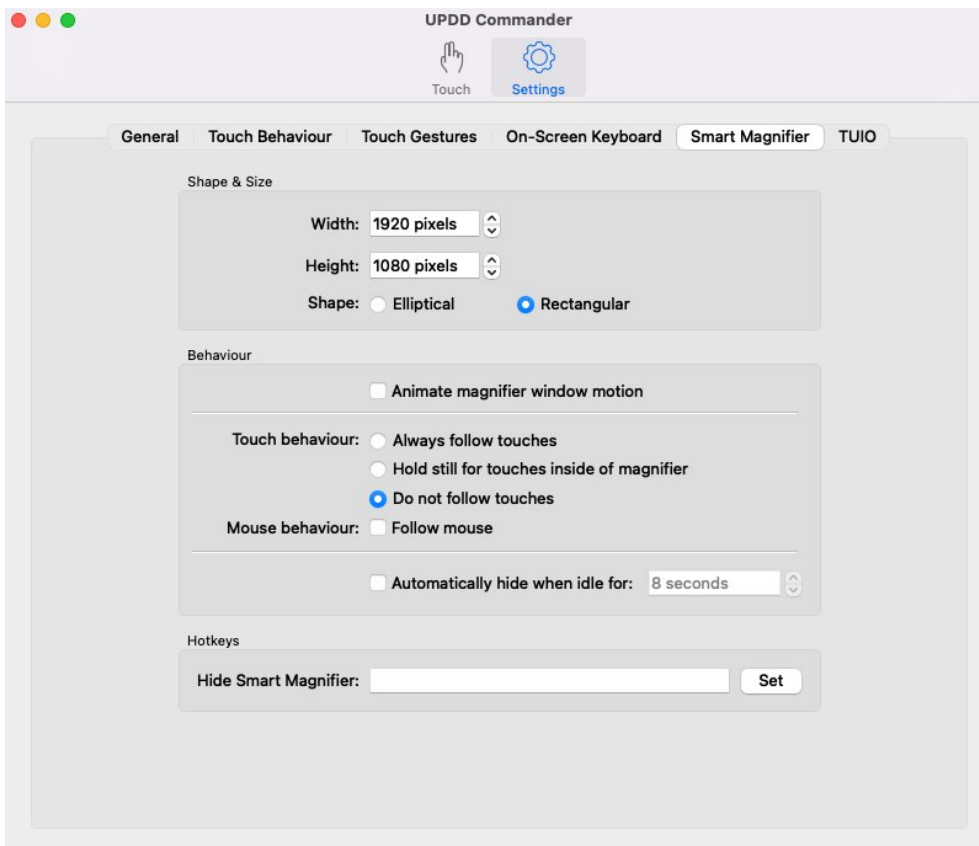 UPDD Commander
Touch
Settings
General Touch Behaviour Touch Gestures On-Screen Keyboard Smart Magnifier TUIO
Shape & Size
Width: 1920 pixels
Height: 1080 pixels
Shape: Elliptical Rectangular
Behaviour
Animate magnifier window motion
Touch behaviour: Always follow touches
Hold still for touches inside of magnifier
Do not follow touches
Mouse behaviour: Follow mouse
Automatically hide when idle for: 8 seconds
Hotkeys
Hide Smart Magnifier: Set